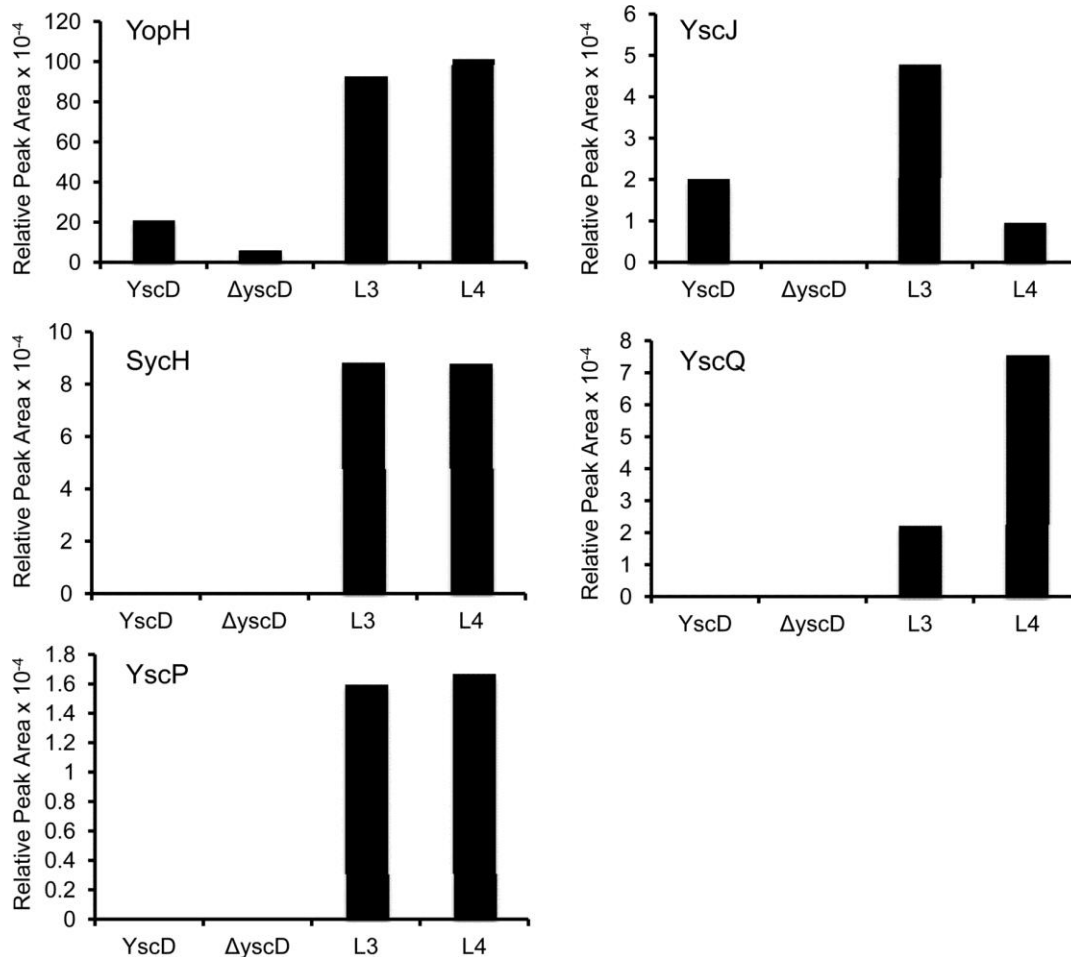 YopH
Relative Peak Area x 10-4
120
100
80
60
40
20
0
YscD ΔyscD L3 L4
YscJ
Relative Peak Area x 10-4
6
5
4
3
2
1
0
YscD ΔyscD L3 L4
SycH
Relative Peak Area x 10-4
10
8
6
4
2
0
YscD ΔyscD L3 L4
YscQ
Relative Peak Area x 10-4
8
7
6
5
4
3
2
1
0
YscD ΔyscD L3 L4
YscP
Relative Peak Area x 10-4
1.8
1.6
1.4
1.2
1
0.8
0.6
0.4
0.2
0
YscD ΔyscD L3 L4